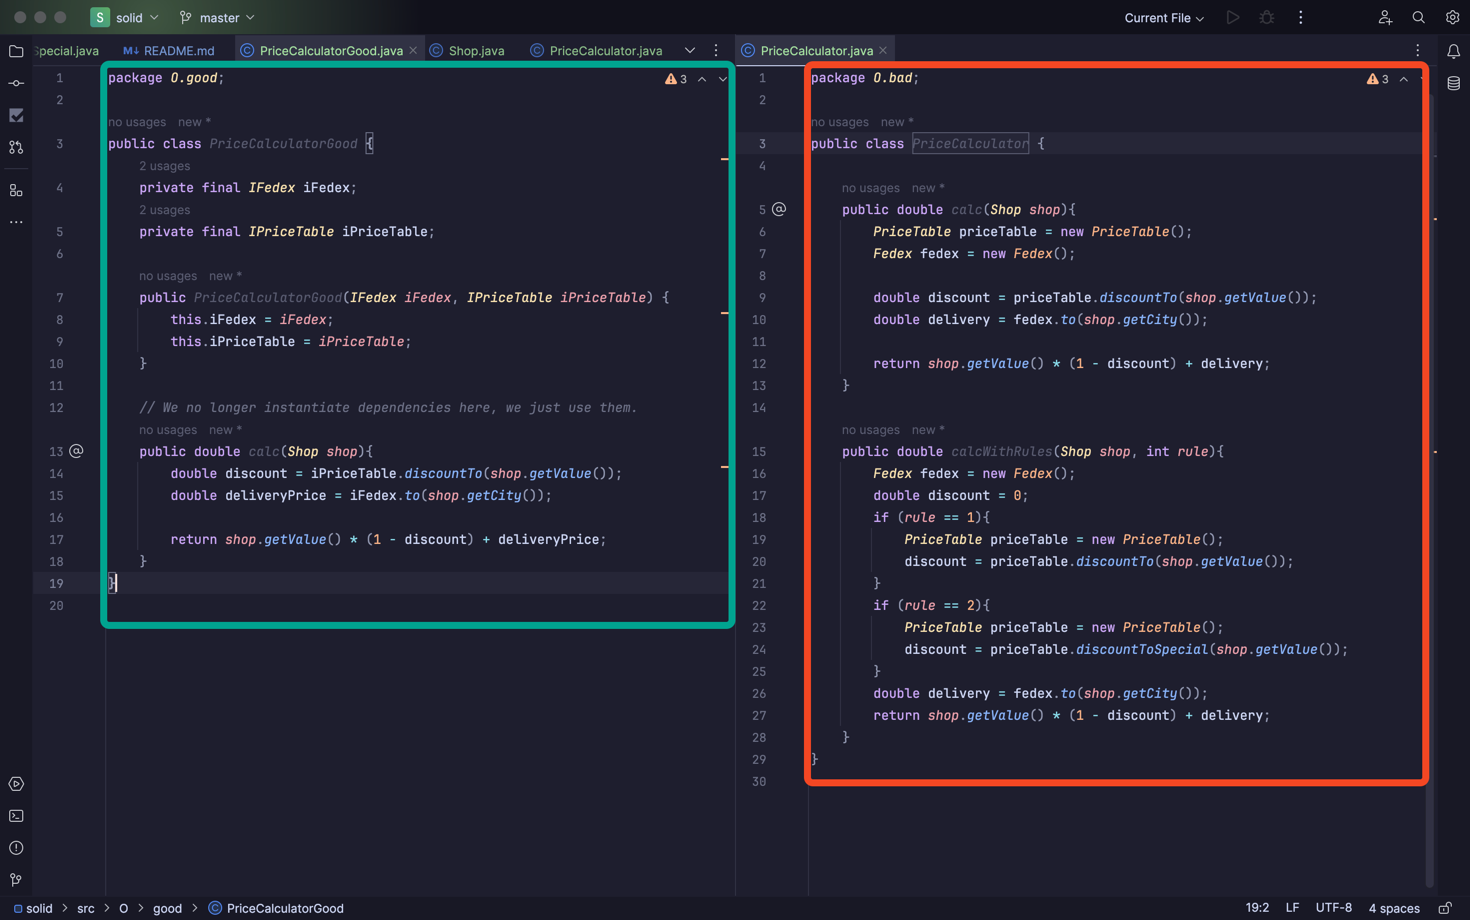 S solid master Current File
Special.java M↓ README.md © PriceCalculatorGood.java × © Shop.java © PriceCalculator.java
1 package O.good; 3
2
no usages new *
3 public class PriceCalculatorGood {
2 usages
4 private final IFedex iFedex;
2 usages
5 private final IPriceTable iPriceTable;
6
no usages new *
7 public PriceCalculatorGood(IFedex iFedex, IPriceTable iPriceTable) {
8 this.iFedex = iFedex;
9 this.iPriceTable = iPriceTable;
10 }
11
12 // We no longer instantiate dependencies here, we just use them.
no usages new *
13 @ public double calc(Shop shop){
14 double discount = iPriceTable.discountTo(shop.getValue());
15 double deliveryPrice = iFedex.to(shop.getCity());
16
17 return shop.getValue() * (1 - discount) + deliveryPrice;
18 }
19 }
20
© PriceCalculator.java ×
1 package O.bad; 3
2
no usages new *
3 public class PriceCalculator {
4
no usages new *
5 @ public double calc(Shop shop){
6 PriceTable priceTable = new PriceTable();
7 Fedex fedex = new Fedex();
8
9 double discount = priceTable.discountTo(shop.getValue());
10 double delivery = fedex.to(shop.getCity());
11
12 return shop.getValue() * (1 - discount) + delivery;
13 }
14
no usages new *
15 public double calcWithRules(Shop shop, int rule){
16 Fedex fedex = new Fedex();
17 double discount = 0;
18 if (rule == 1){
19 PriceTable priceTable = new PriceTable();
20 discount = priceTable.discountTo(shop.getValue());
21 }
22 if (rule == 2){
23 PriceTable priceTable = new PriceTable();
24 discount = priceTable.discountToSpecial(shop.getValue());
25 }
26 double delivery = fedex.to(shop.getCity());
27 return shop.getValue() * (1 - discount) + delivery;
28 }
29 }
30
solid > src > O > good > © PriceCalculatorGood 19:2 LF UTF-8 4 spaces